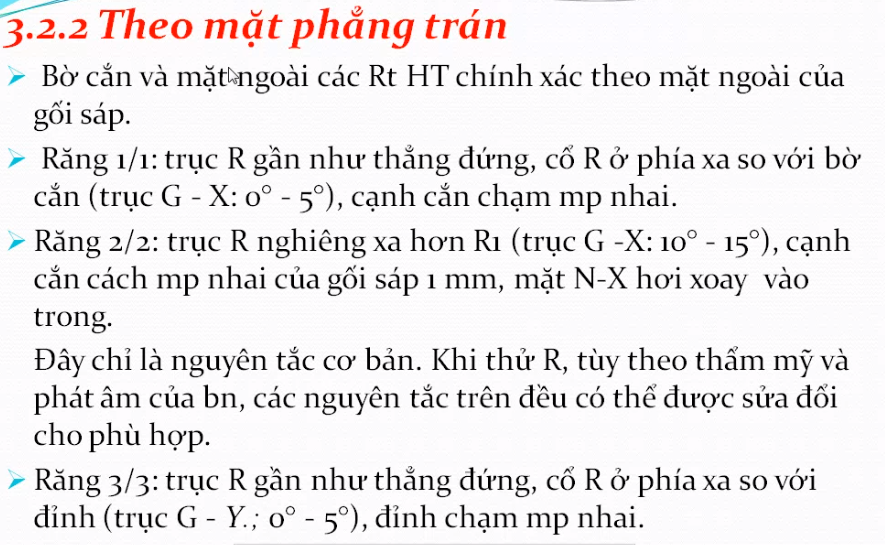 3.2.2 Theo mặt phẳng trán
➢ Bờ cắn và mặt ngoài các Rt HT chính xác theo mặt ngoài của
gối sáp.
➢ Răng 1/1: trục R gần như thẳng đứng, cổ R ở phía xa so với bờ
cắn (trục G - X: 0° - 5°), cạnh cắn chạm mp nhai.
➢ Răng 2/2: trục R nghiêng xa hơn R1 (trục G -X: 10° - 15°), cạnh
cắn cách mp nhai của gối sáp 1 mm, mặt N-X hơi xoay vào
trong.
Đây chỉ là nguyên tắc cơ bản. Khi thử R, tùy theo thẩm mỹ và
phát âm của bn, các nguyên tắc trên đều có thể được sửa đổi
cho phù hợp.
➢ Răng 3/3: trục R gần như thẳng đứng, cổ R ở phía xa so với
đỉnh (trục G - Y.; 0° - 5°), đỉnh chạm mp nhai.